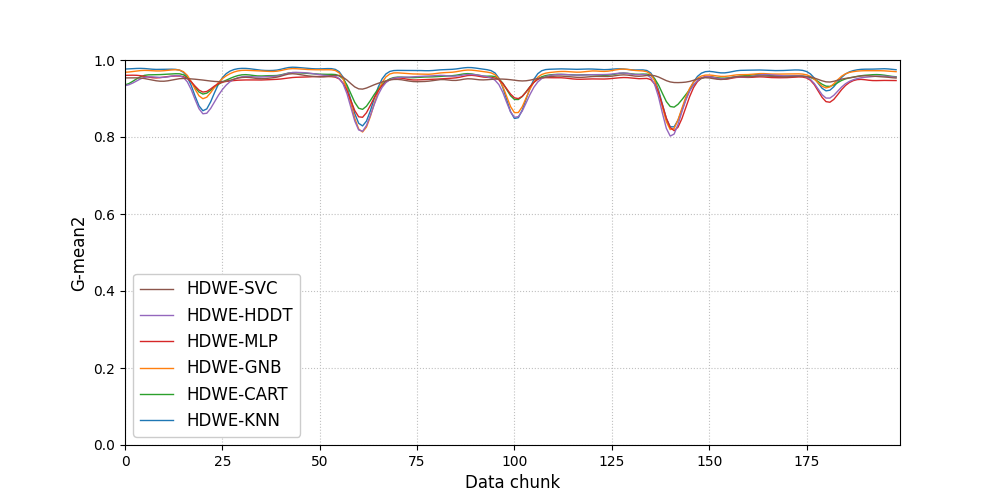 1.0
0.8
0.6
0.4
0.2
0.0
G-mean2
HDWE-SVC
HDWE-HDDT
HDWE-MLP
HDWE-GNB
HDWE-CART
HDWE-KNN
0 25 50 75 100 125 150 175
Data chunk